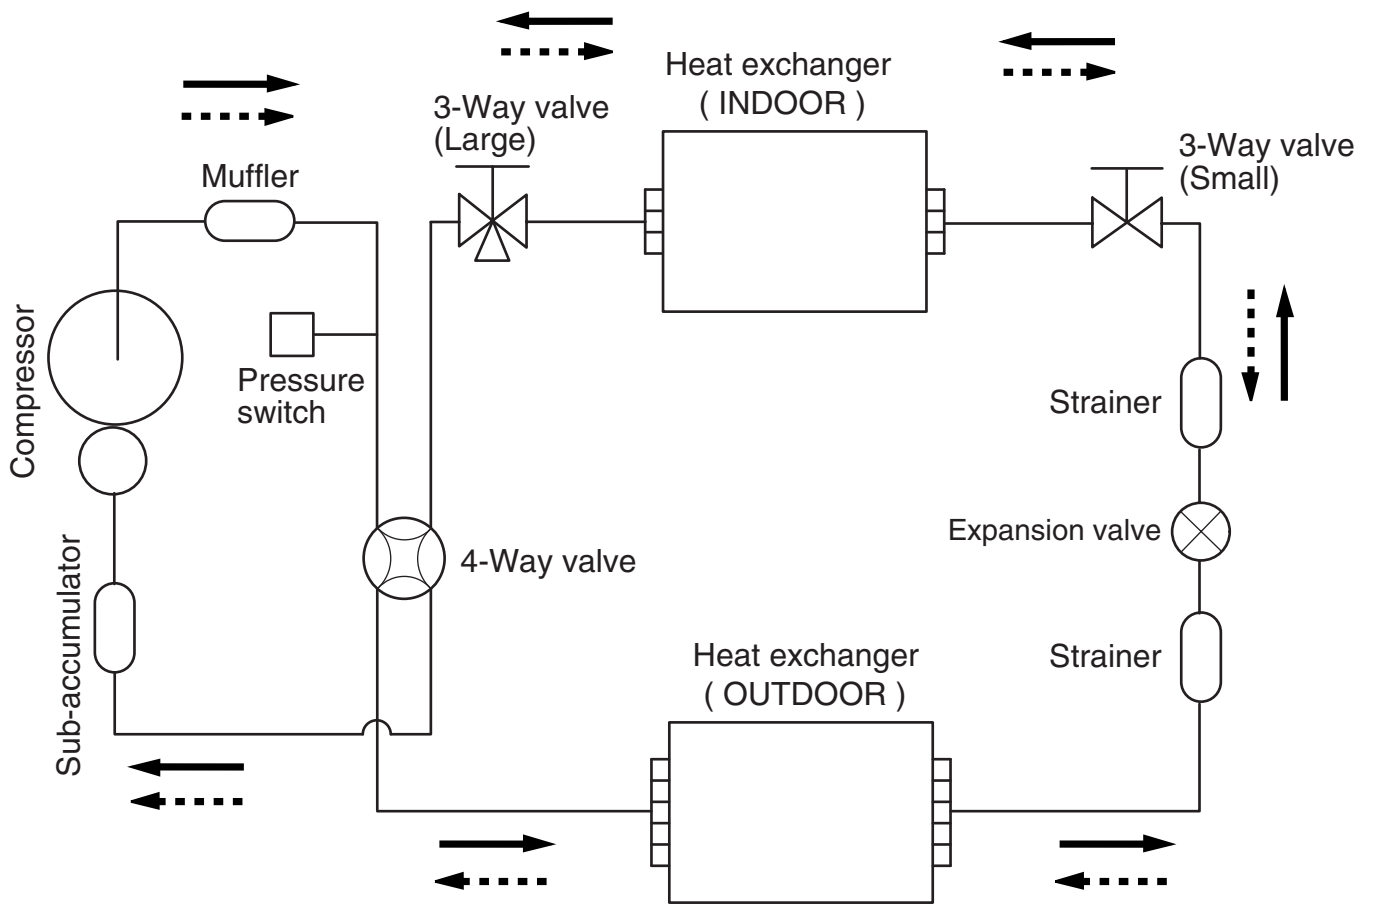 Heat exchanger
( INDOOR )
3-Way valve
(Large)
3-Way valve
(Small)
Muffler
Compressor
Pressure
switch
Strainer
Expansion valve
4-Way valve
Sub-accumulator
Heat exchanger
( OUTDOOR )
Strainer